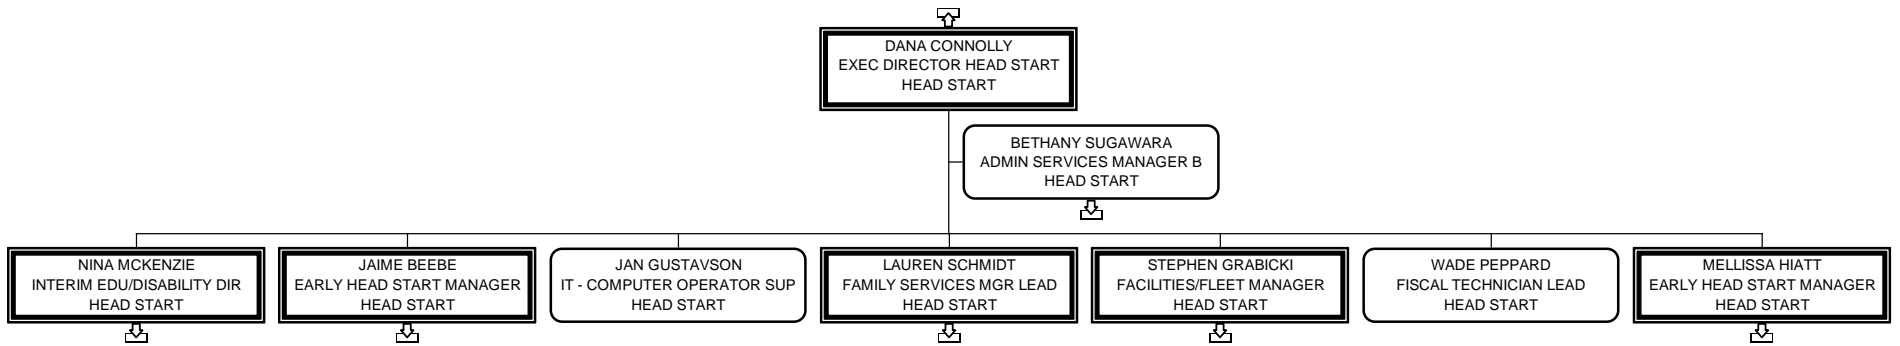 DANA CONNOLLY
EXEC DIRECTOR HEAD START
HEAD START
BETHANY SUGAWARA
ADMIN SERVICES MANAGER B
HEAD START
NINA MCKENZIE
INTERIM EDU/DISABILITY DIR
HEAD START
JAIME BEEBE
EARLY HEAD START MANAGER
HEAD START
JAN GUSTAVSON
IT - COMPUTER OPERATOR SUP
HEAD START
LAUREN SCHMIDT
FAMILY SERVICES MGR LEAD
HEAD START
STEPHEN GRABICKI
FACILITIES/FLEET MANAGER
HEAD START
WADE PEPPARD
FISCAL TECHNICIAN LEAD
HEAD START
MELLISSA HIATT
EARLY HEAD START MANAGER
HEAD START